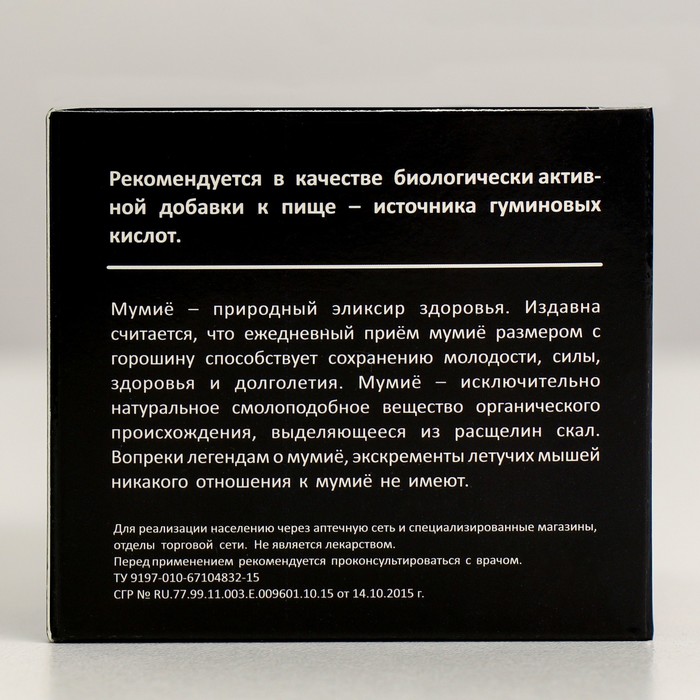 Рекомендуется в качестве биологически актив-
ной добавки к пище – источника гуминовых
кислот.
Мумиё – природный эликсир здоровья. Издавна
считается, что ежедневный приём мумиё размером с
горошину способствует сохранению молодости, силы,
здоровья и долголетия. Мумиё – исключительно
натуральное смолоподобное вещество органического
происхождения, выделяющееся из расщелин скал.
Вопреки легендам о мумиё, экскременты летучих мышей
никакого отношения к мумиё не имеют.
Для реализации населению через аптечную сеть и специализированные магазины,
отделы торговой сети. Не является лекарством.
Перед применением рекомендуется проконсультироваться с врачом.
ТУ 9197-010-67104832-15
СГР № RU.77.99.11.003.Е.009601.10.15 от 14.10.2015 г.